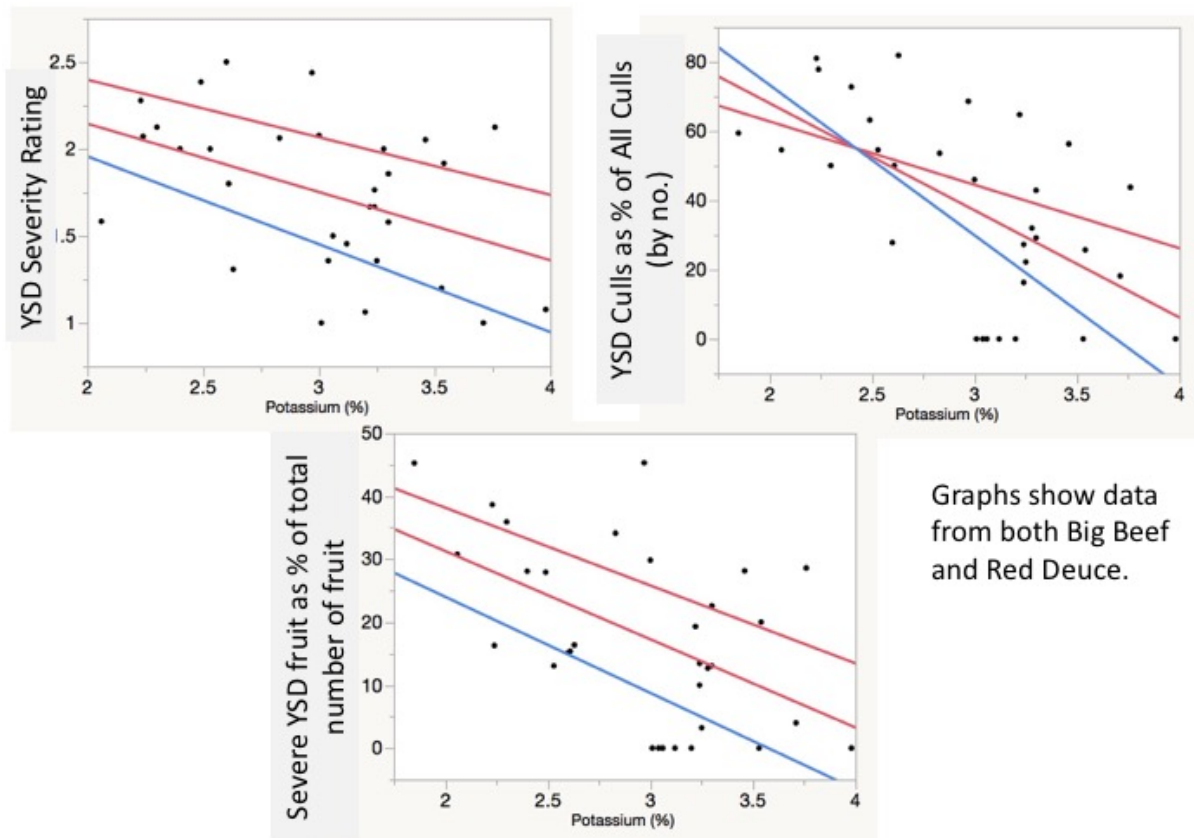 YSD Severity Rating
2.5
2
.5
1
2 2.5 3 3.5 4
Potassium (%)
YSD Culls as % of All Culls
(by no.)
80
60
40
20
0
2 2.5 3 3.5 4
Potassium (%)
Severe YSD fruit as % of total
number of fruit
50
40
30
20
10
0
2 2.5 3 3.5 4
Potassium (%)
Graphs show data
from both Big Beef
and Red Deuce.